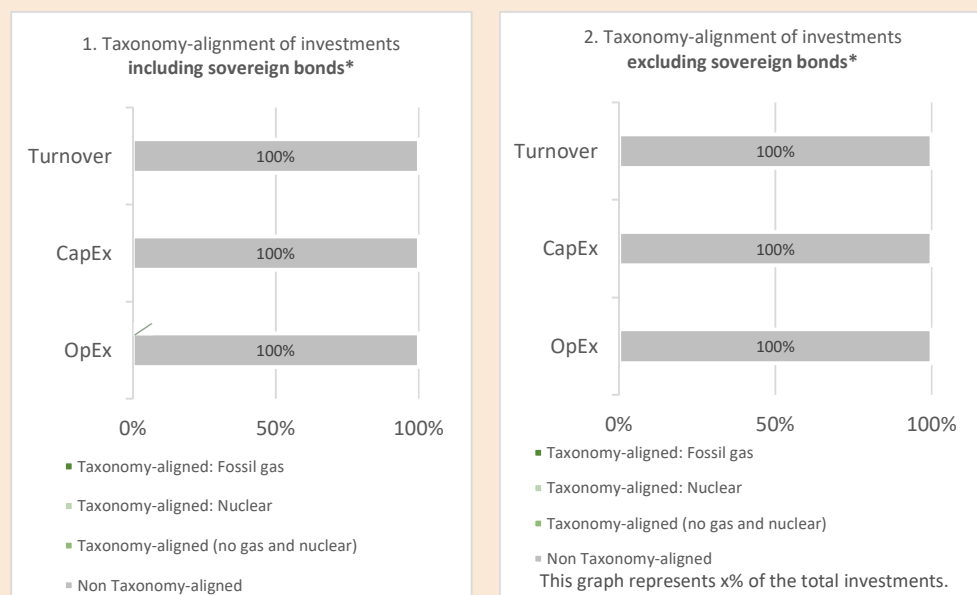 1. Taxonomy-alignment of investments
including sovereign bonds*
Turnover
100%
CapEx
100%
OpEx
100%
0%
50%
100%
Taxonomy-aligned: Fossil gas
Taxonomy-aligned: Nuclear
Taxonomy-aligned (no gas and nuclear)
Non Taxonomy-aligned
2. Taxonomy-alignment of investments
excluding sovereign bonds*
Turnover
100%
CapEx
100%
OpEx
100%
0%
50%
100%
Taxonomy-aligned: Fossil gas
Taxonomy-aligned: Nuclear
Taxonomy-aligned (no gas and nuclear)
Non Taxonomy-aligned
This graph represents x% of the total investments.